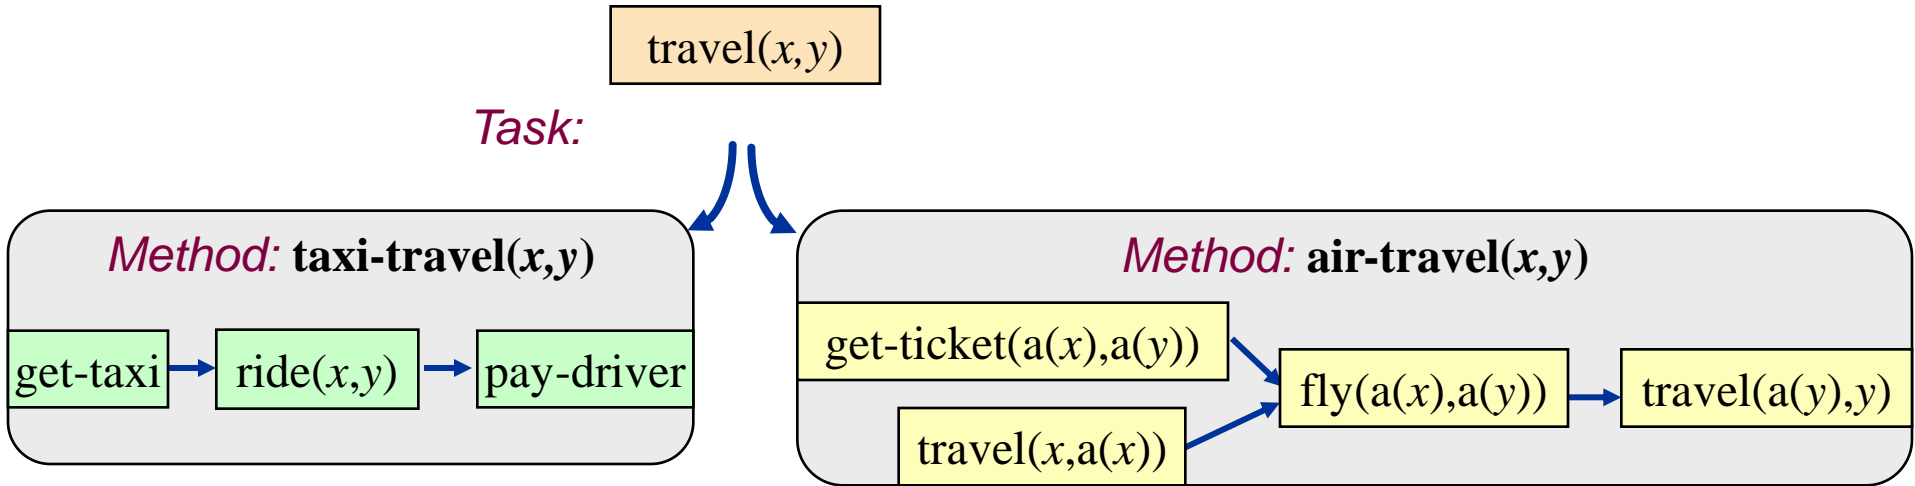 travel(x,y)
Task:
Method: taxi-travel(x,y)
get-taxi
ride(x,y)
pay-driver
Method: air-travel(x,y)
get-ticket(a(x),a(y))
travel(x,a(x))
fly(a(x),a(y))
travel(a(y),y)